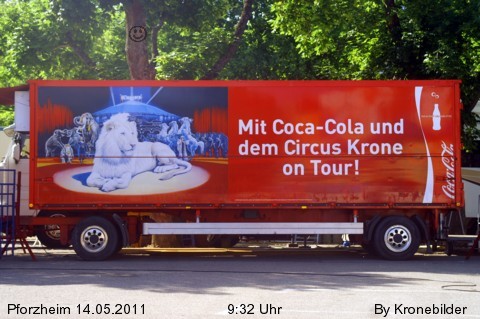 Mit Coca-Cola und
dem Circus Krone
on Tour!
Coca-Cola
Pforzheim 14.05.2011 9:32 Uhr By Kronebilder